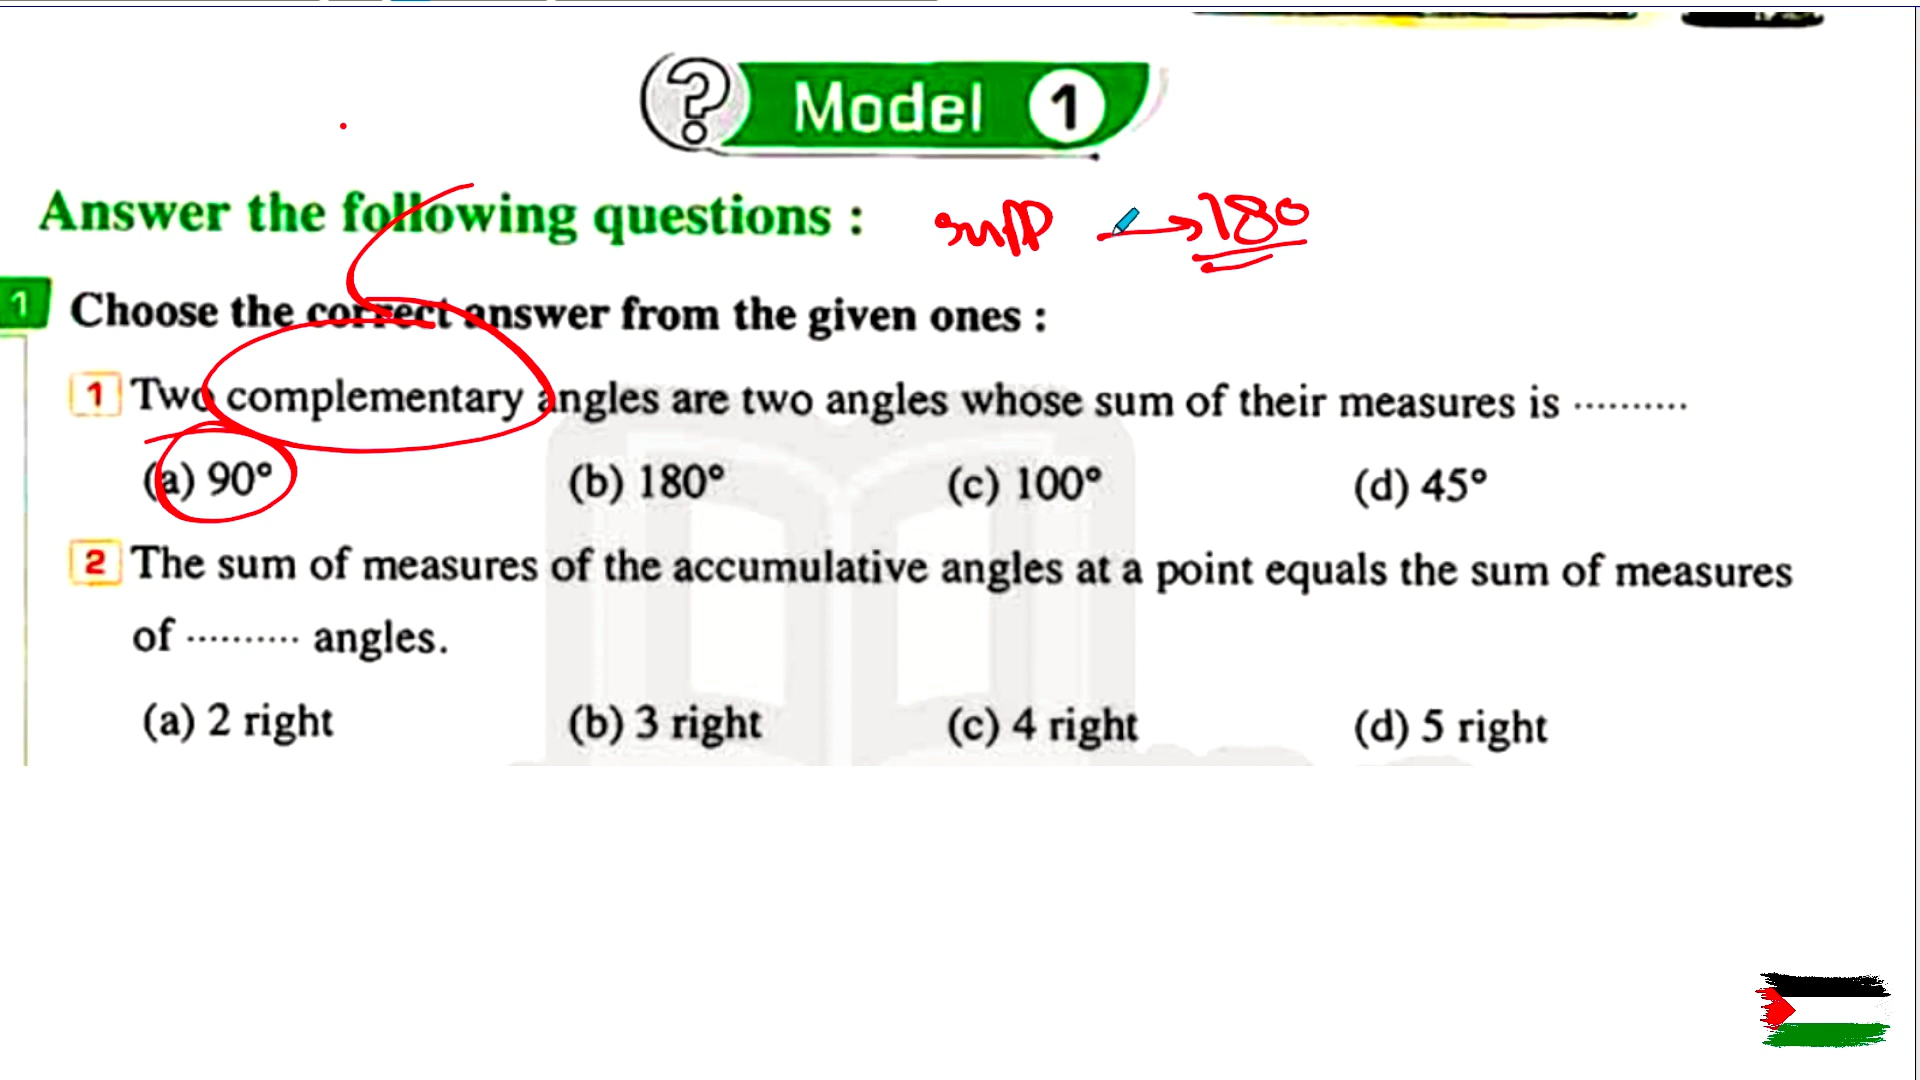 ? Model 1
Answer the following questions : supp → 180
1 Choose the correct answer from the given ones :
1 Two complementary angles are two angles whose sum of their measures is ..........
(a) 90° (b) 180° (c) 100° (d) 45°
2 The sum of measures of the accumulative angles at a point equals the sum of measures
of .......... angles.
(a) 2 right (b) 3 right (c) 4 right (d) 5 right